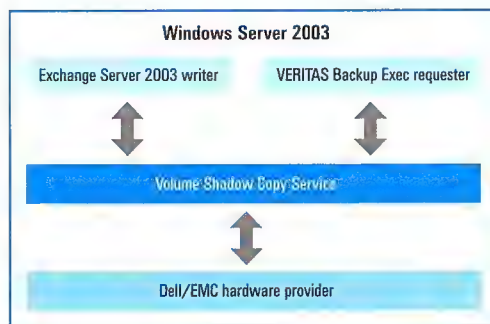 Windows Server 2003
Exchange Server 2003 writer
VERITAS Backup Exec requester
Volume Shadow Copy Service
Dell/EMC hardware provider